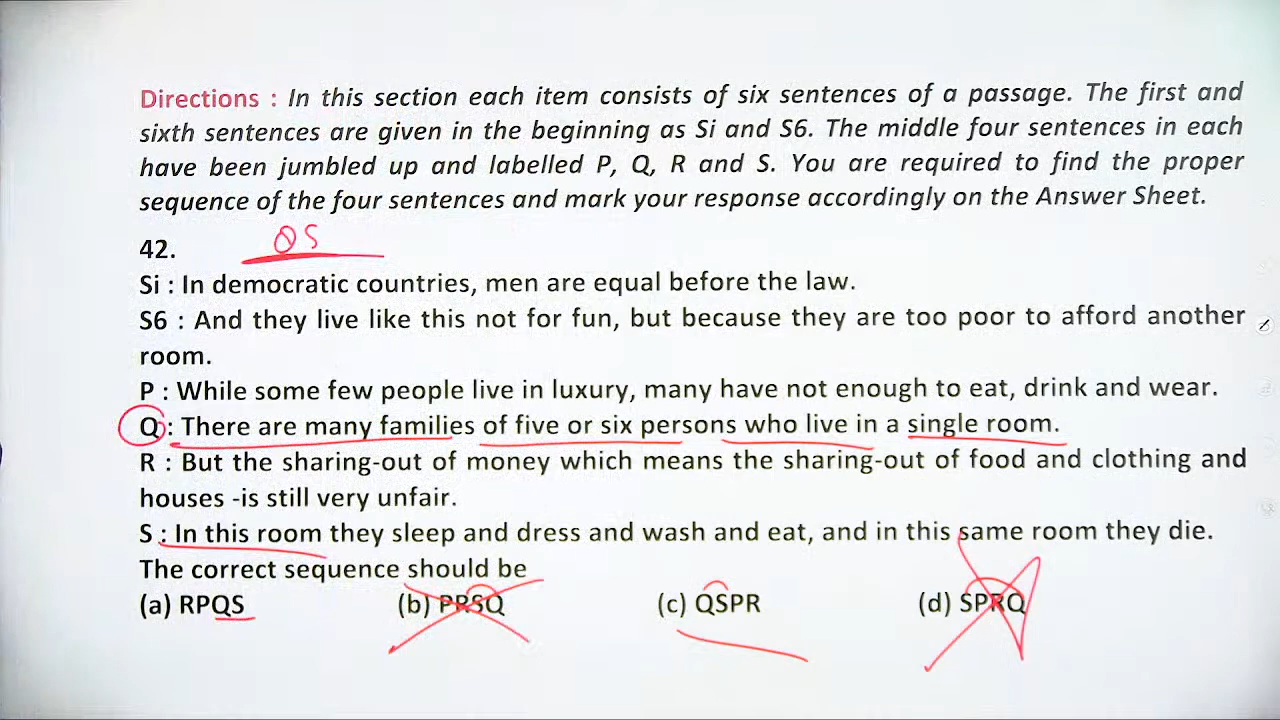 Directions : In this section each item consists of six sentences of a passage. The first and
sixth sentences are given in the beginning as Si and S6. The middle four sentences in each
have been jumbled up and labelled P, Q, R and S. You are required to find the proper
sequence of the four sentences and mark your response accordingly on the Answer Sheet.
42. QS
Si : In democratic countries, men are equal before the law.
S6 : And they live like this not for fun, but because they are too poor to afford another
room.
P : While some few people live in luxury, many have not enough to eat, drink and wear.
Q : There are many families of five or six persons who live in a single room.
R : But the sharing-out of money which means the sharing-out of food and clothing and
houses -is still very unfair.
S : In this room they sleep and dress and wash and eat, and in this same room they die.
The correct sequence should be
(a) RPQS (b) PRSQ (c) QSPR (d) SPRQ